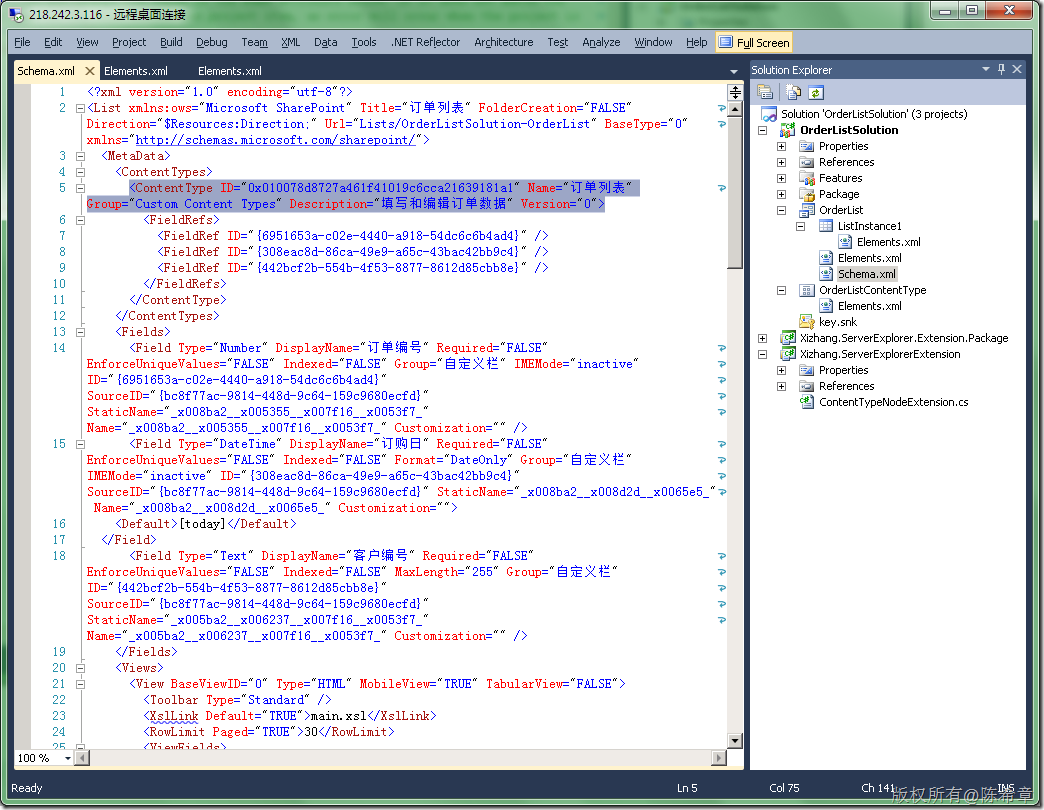 218.242.3.116 - 远程桌面连接
File Edit View Project Build Debug Team XML Data Tools .NET Reflector Architecture Test Analyze Window Help Full Screen
Schema.xml Elements.xml Elements.xml
1 <?xml version="1.0" encoding="utf-8"?>
2 <List xmlns:ows="Microsoft SharePoint" Title="订单列表" FolderCreation="FALSE"
Direction="$Resources:Direction;" Url="Lists/OrderListSolution-OrderList" BaseType="0"
xmlns="http://schemas.microsoft.com/sharepoint/">
3 <MetaData>
4 <ContentTypes>
5 <ContentType ID="0x010078d8727a461f41019c6cca21639181a1" Name="订单列表"
Group="Custom Content Types" Description="填写和编辑订单数据" Version="0">
6 <FieldRefs>
7 <FieldRef ID="{6951653a-c02e-4440-a918-54dc6c6b4ad4}" />
8 <FieldRef ID="{308eac8d-86ca-49e9-a65c-43bac42bb9c4}" />
9 <FieldRef ID="{442bcf2b-554b-4f53-8877-8612d85cbb8e}" />
10 </FieldRefs>
11 </ContentType>
12 </ContentTypes>
13 <Fields>
14 <Field Type="Number" DisplayName="订单编号" Required="FALSE"
EnforceUniqueValues="FALSE" Indexed="FALSE" Group="自定义栏" IMEMode="inactive"
ID="{6951653a-c02e-4440-a918-54dc6c6b4ad4}"
SourceID="{bc8f77ac-9814-448d-9c64-159c9680ecfd}"
StaticName="_x008ba2__x005355__x007f16__x0053f7_"
Name="_x008ba2__x005355__x007f16__x0053f7_" Customization="" />
15 <Field Type="DateTime" DisplayName="订购日" Required="FALSE"
EnforceUniqueValues="FALSE" Indexed="FALSE" Format="DateOnly" Group="自定义栏"
IMEMode="inactive" ID="{308eac8d-86ca-49e9-a65c-43bac42bb9c4}"
SourceID="{bc8f77ac-9814-448d-9c64-159c9680ecfd}" StaticName="_x008ba2__x008d2d__x0065e5_"
Name="_x008ba2__x008d2d__x0065e5_" Customization="">
16 <Default>[today]</Default>
17 </Field>
18 <Field Type="Text" DisplayName="客户编号" Required="FALSE"
EnforceUniqueValues="FALSE" Indexed="FALSE" MaxLength="255" Group="自定义栏"
ID="{442bcf2b-554b-4f53-8877-8612d85cbb8e}"
SourceID="{bc8f77ac-9814-448d-9c64-159c9680ecfd}"
StaticName="_x005ba2__x006237__x007f16__x0053f7_"
Name="_x005ba2__x006237__x007f16__x0053f7_" Customization="" />
19 </Fields>
20 <Views>
21 <View BaseViewID="0" Type="HTML" MobileView="TRUE" TabularView="FALSE">
22 <Toolbar Type="Standard" />
23 <XslLink Default="TRUE">main.xsl</XslLink>
24 <RowLimit Paged="TRUE">30</RowLimit>
25 <ViewFields>
100 %
Solution Explorer
Solution 'OrderListSolution' (3 projects)
OrderListSolution
Properties
References
Features
Package
OrderList
ListInstance1
Elements.xml
Elements.xml
Schema.xml
OrderListContentType
Elements.xml
key.snk
Xizhang.ServerExplorer.Extension.Package
Xizhang.ServerExplorerExtension
Properties
References
ContentTypeNodeExtension.cs
Ready Ln 5 Col 75 Ch 141 INS
版权所有@陈希章